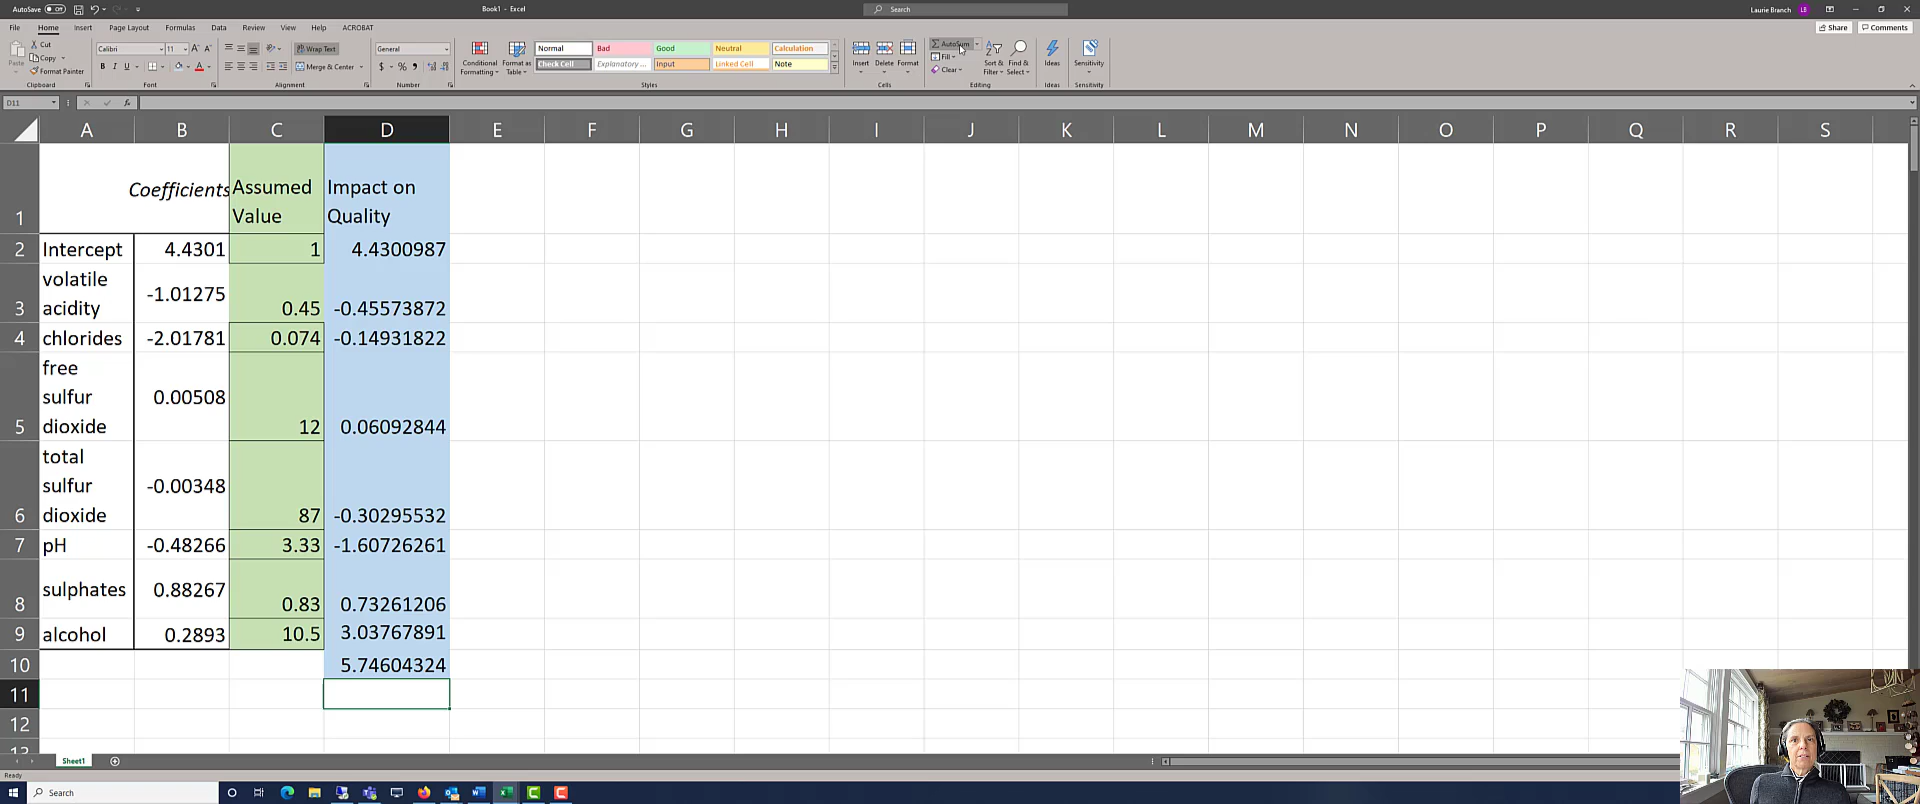 AutoSave Off
Book1 - Excel
Search
Laurie Branch LB
File Home Insert Page Layout Formulas Data Review View Help ACROBAT
Share Comments
Paste
Cut
Copy
Format Painter
Clipboard
Calibri 11
B I U
Font
Wrap Text
Merge & Center
Alignment
General
$ % ,
Number
Conditional Formatting
Format as Table
Normal Bad Good Neutral Calculation
Check Cell Explanatory ... Input Linked Cell Note
Styles
Insert Delete Format
Cells
AutoSum
Fill
Clear
Sort & Filter
Find & Select
Editing
Ideas
Ideas
Sensitivity
Sensitivity
D11 fx
A B C D E F G H I J K L M N O P Q R S
1 Coefficients Assumed Value Impact on Quality
2 Intercept 4.4301 1 4.4300987
3 volatile acidity -1.01275 0.45 -0.45573872
4 chlorides -2.01781 0.074 -0.14931822
5 free sulfur dioxide 0.00508 12 0.06092844
6 total sulfur dioxide -0.00348 87 -0.30295532
7 pH -0.48266 3.33 -1.60726261
8 sulphates 0.88267 0.83 0.73261206
9 alcohol 0.2893 10.5 3.03767891
10 5.74604324
11
12
13
Sheet1
Ready
Search